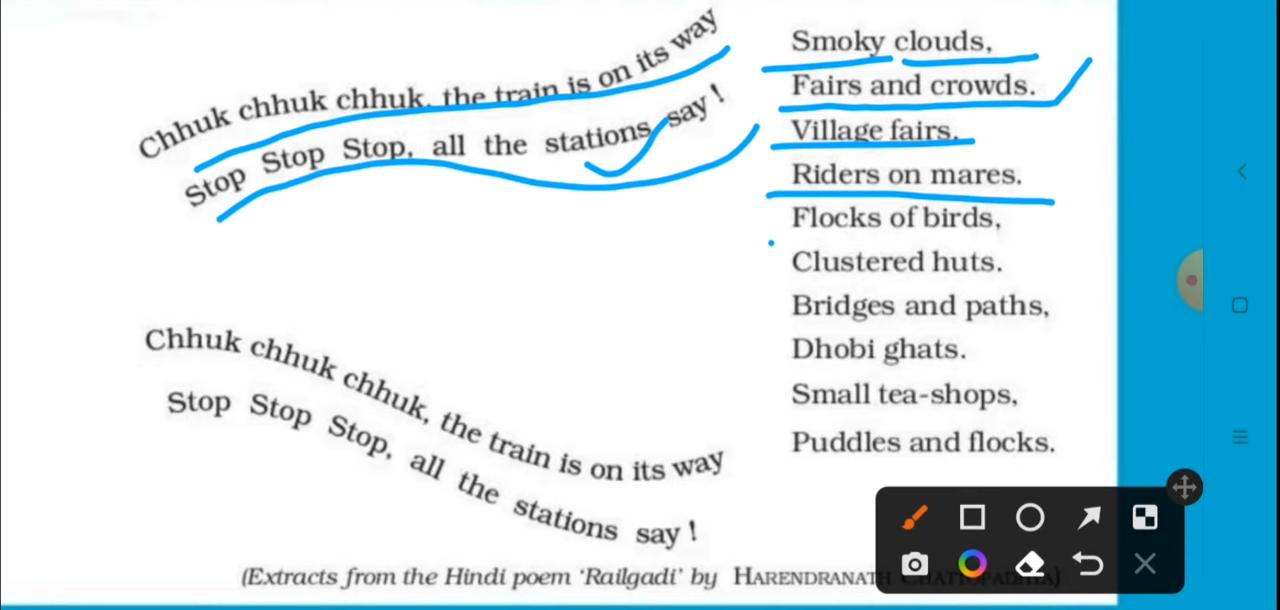 Chhuk chhuk chhuk, the train is on its way
Stop Stop Stop, all the stations say !
Chhuk chhuk chhuk, the train is on its way
Stop Stop Stop, all the stations say !
Smoky clouds,
Fairs and crowds.
Village fairs.
Riders on mares.
Flocks of birds,
Clustered huts.
Bridges and paths,
Dhobi ghats.
Small tea-shops,
Puddles and flocks.
(Extracts from the Hindi poem ‘Railgadi’ by HARENDRANATH CHATTOPADHYA)